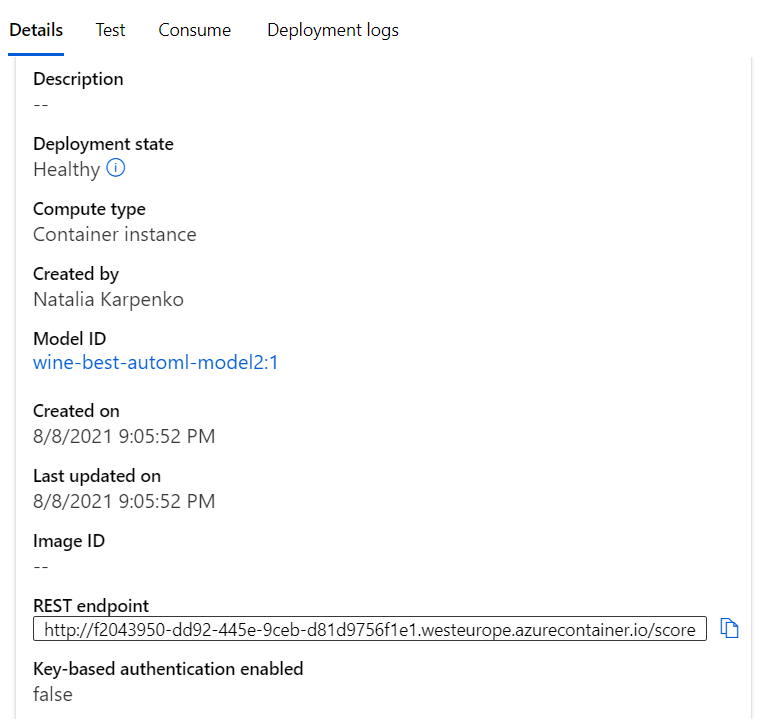 Details Test Consume Deployment logs
Description
--
Deployment state
Healthy
Compute type
Container instance
Created by
Natalia Karpenko
Model ID
wine-best-automl-model2:1
Created on
8/8/2021 9:05:52 PM
Last updated on
8/8/2021 9:05:52 PM
Image ID
--
REST endpoint
http://f2043950-dd92-445e-9ceb-d81d9756f1e1.westeurope.azurecontainer.io/score
Key-based authentication enabled
false